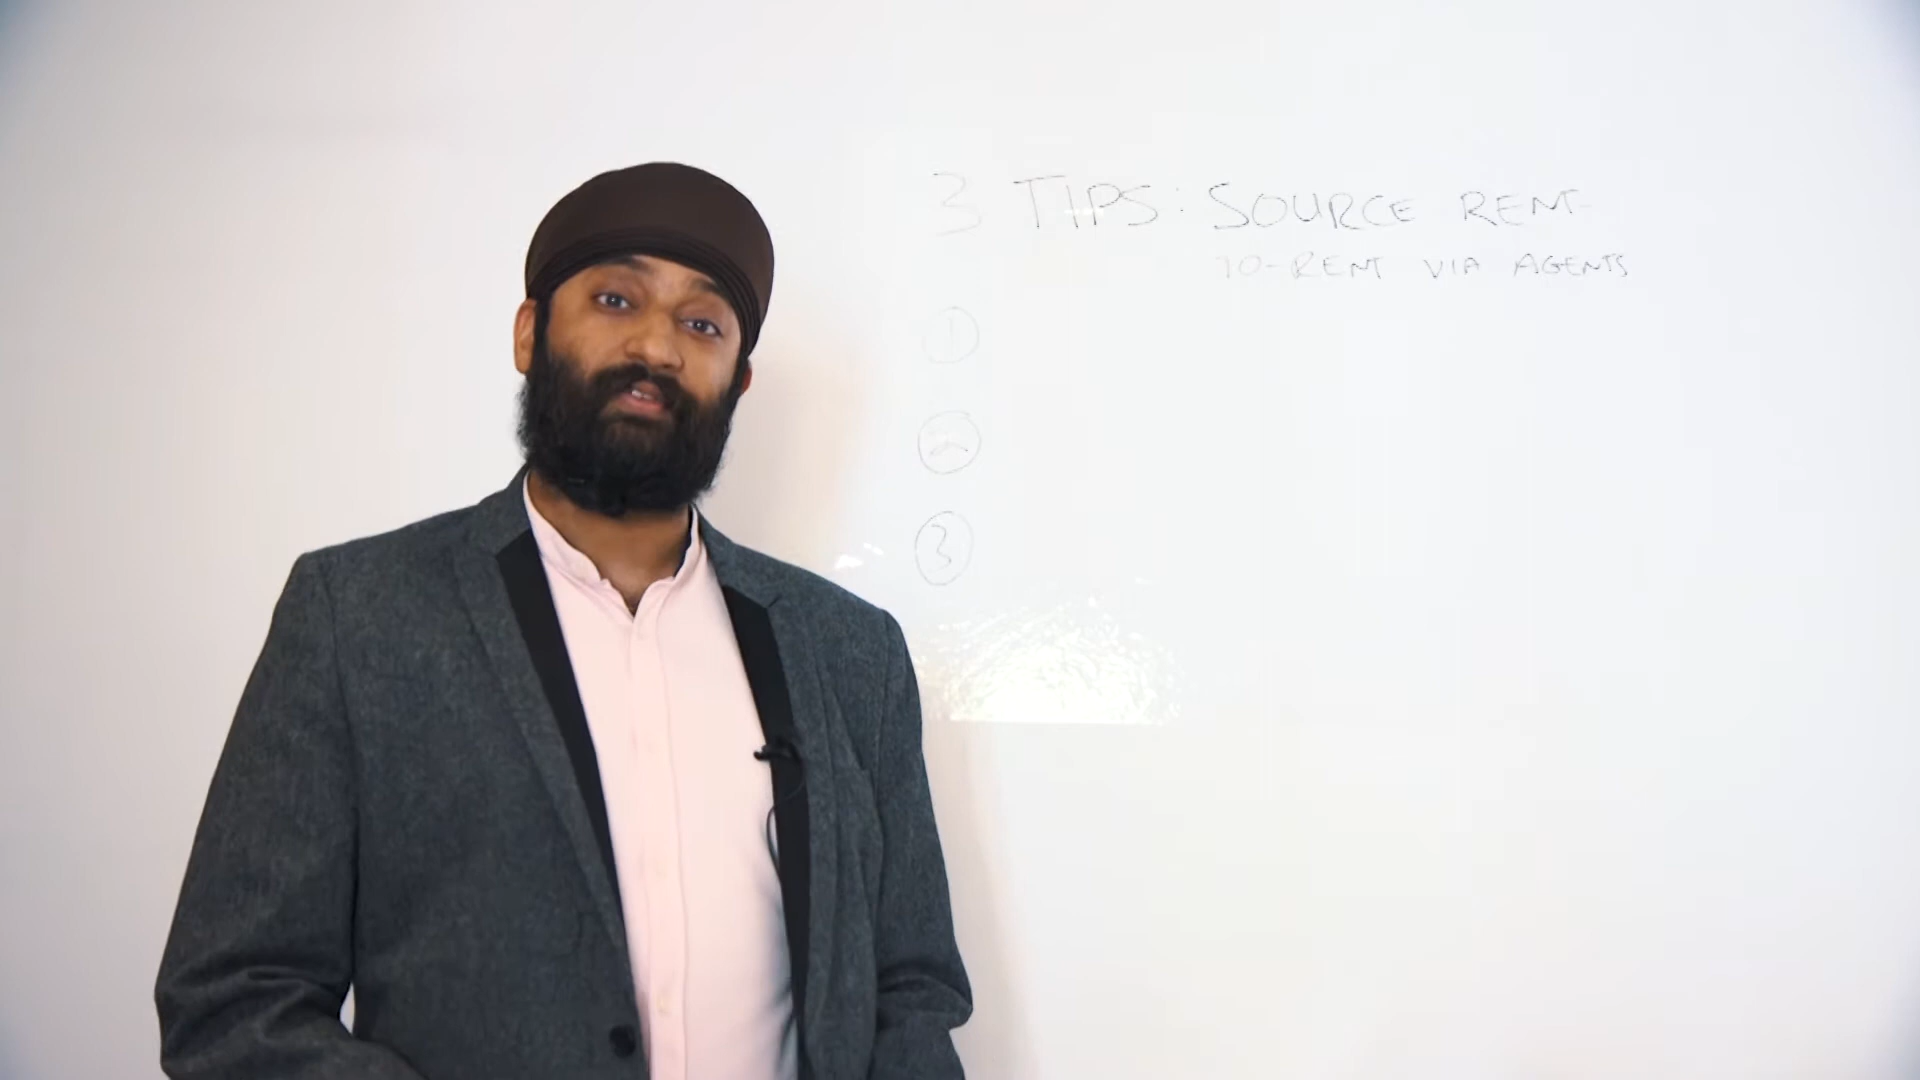 3 TIPS: SOURCE RENT-
TO-RENT VIA AGENTS
1
2
3